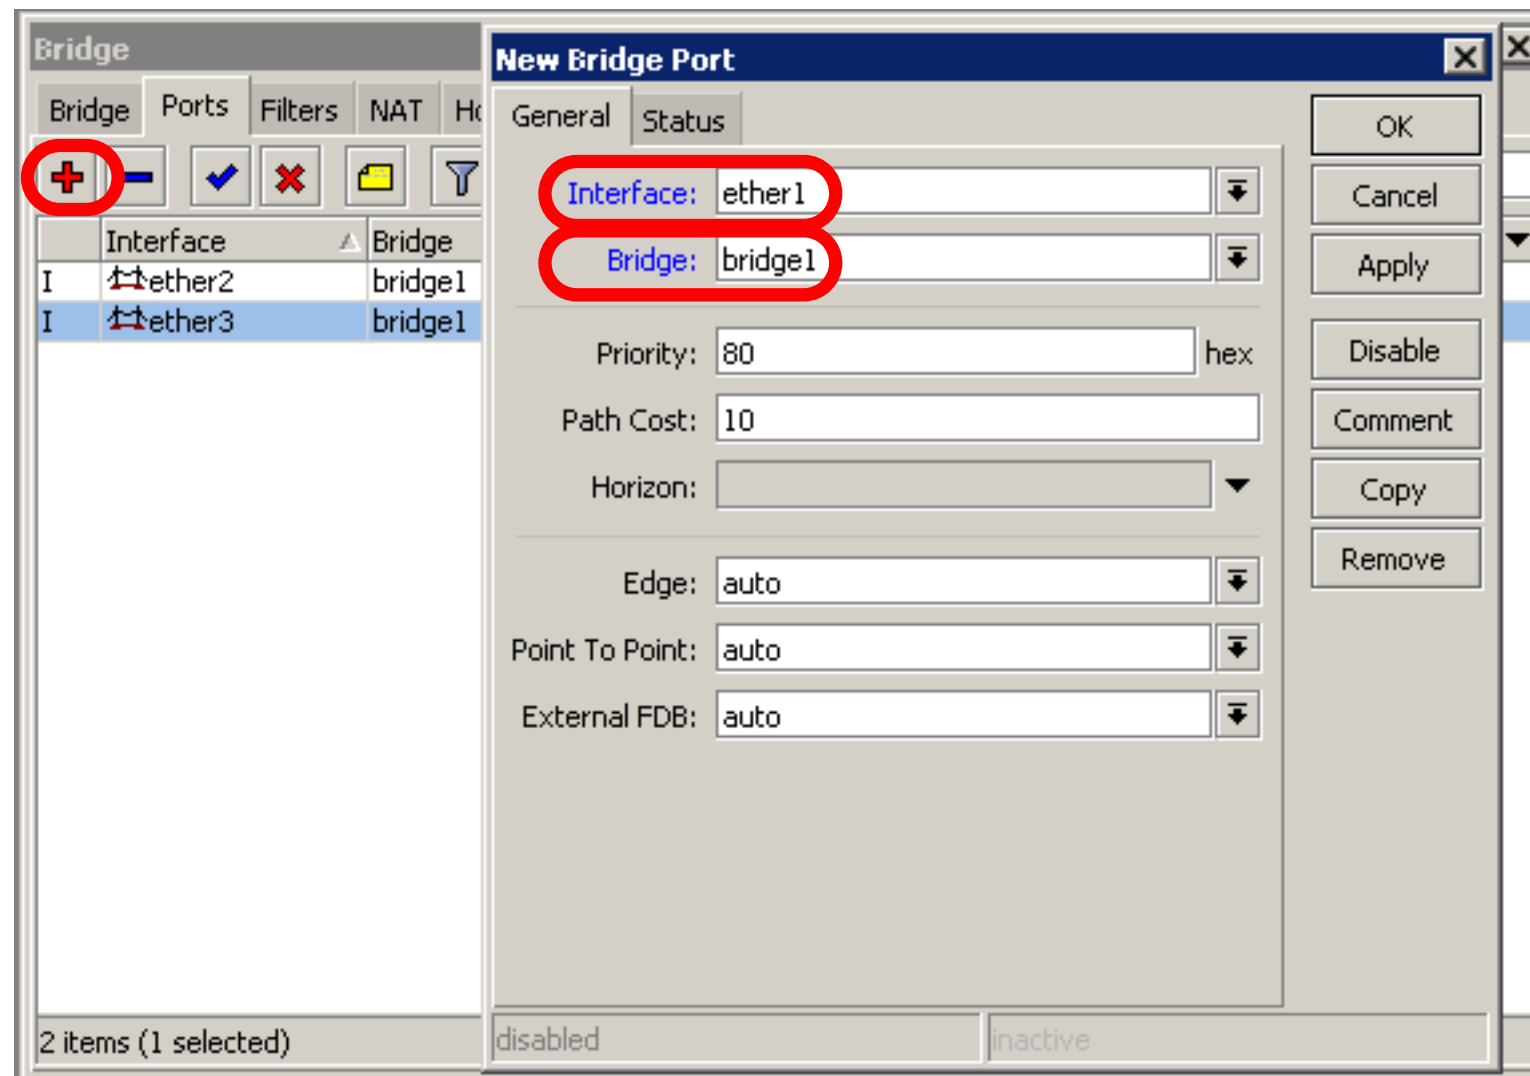 Bridge
Bridge Ports Filters NAT
Interface Bridge
I ether2 bridge1
I ether3 bridge1
2 items (1 selected)
New Bridge Port
General Status
Interface: ether1
Bridge: bridge1
Priority: 80 hex
Path Cost: 10
Horizon:
Edge: auto
Point To Point: auto
External FDB: auto
OK
Cancel
Apply
Disable
Comment
Copy
Remove
disabled inactive